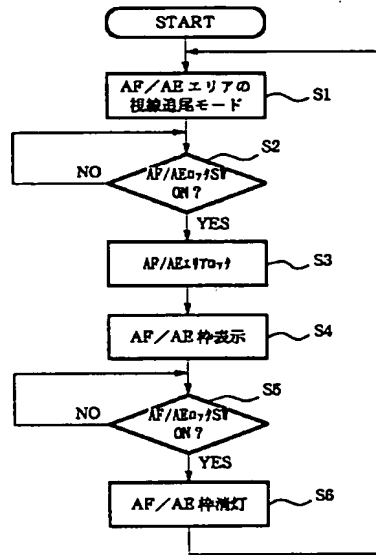 START
AF/AEエリアの
視線追尾モード
S1
S2
NO
AF/AEロックSW
ON?
YES
AF/AEエリアロック
S3
AF/AE枠表示
S4
S5
NO
AF/AEロックSW
ON?
YES
AF/AE枠消灯
S6